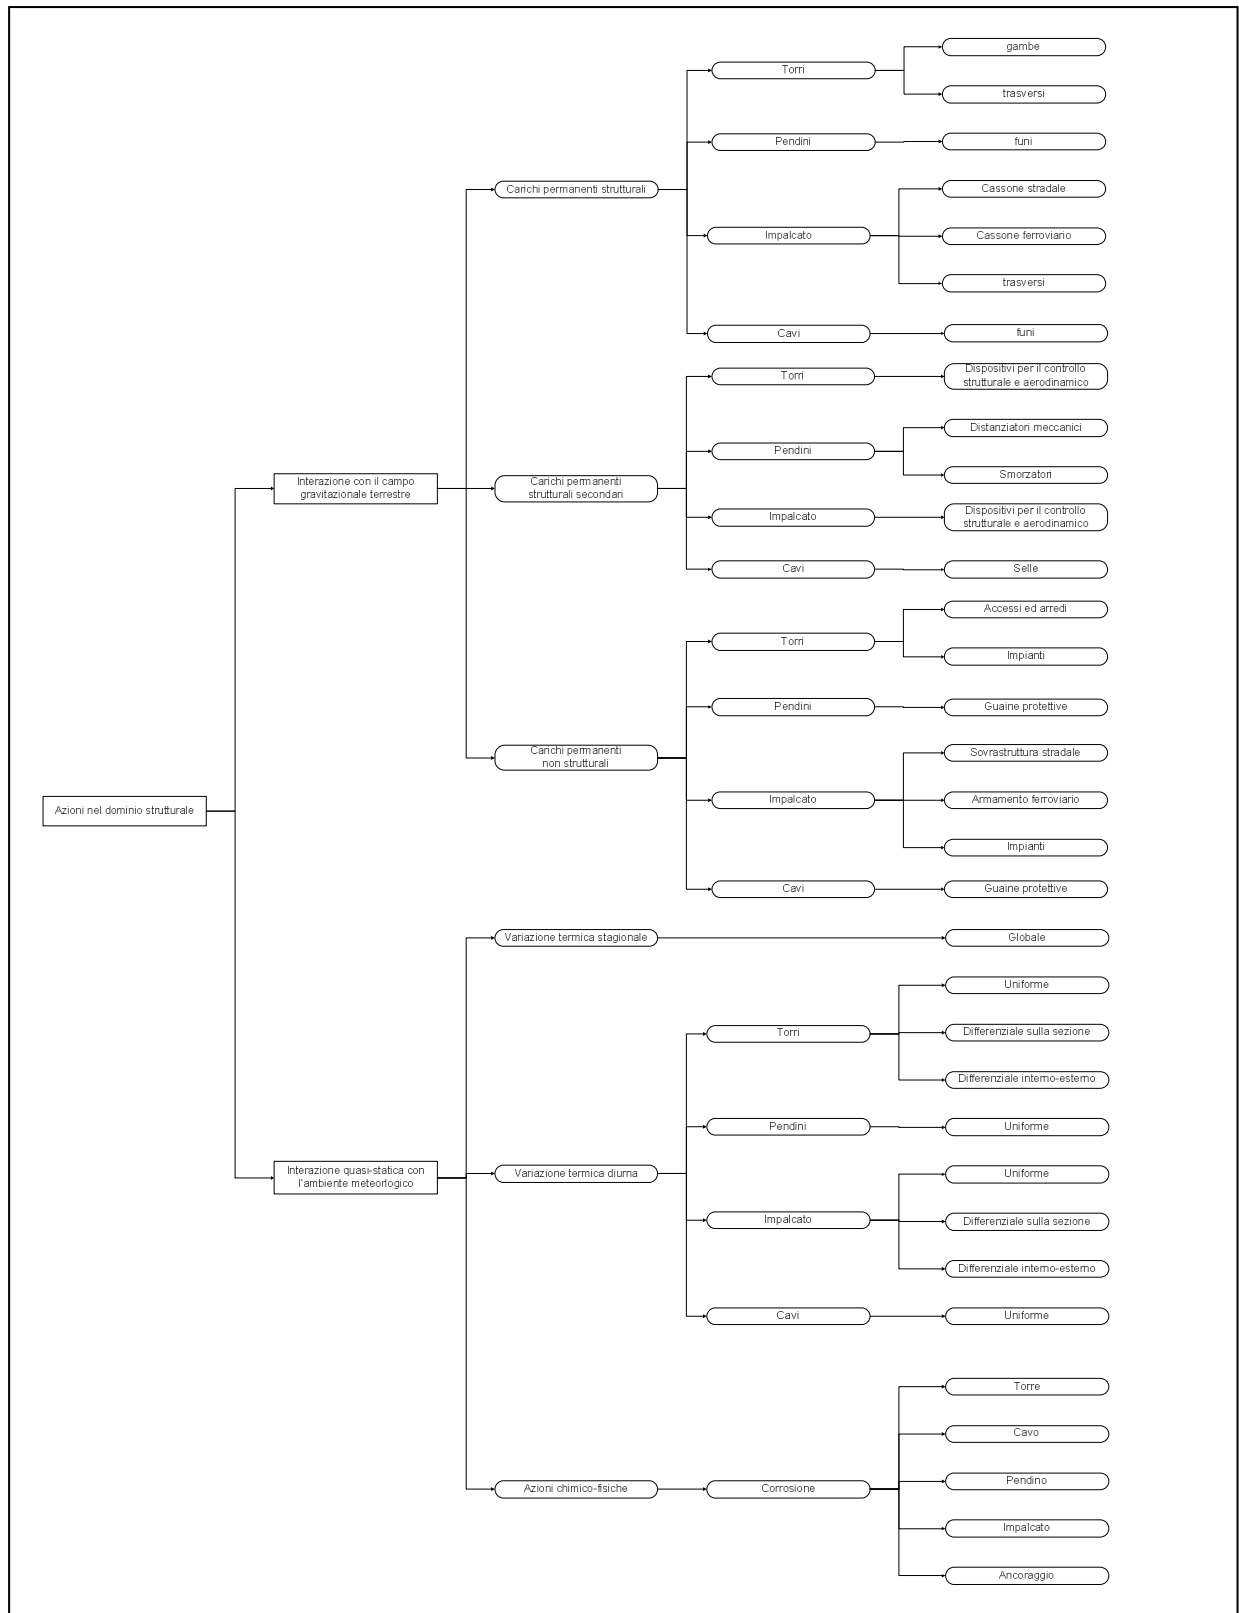 gambe
Torri
trasversi
Pendini
funi
Carichi permanenti strutturali
Cassone stradale
Impalcato
Cassone ferroviario
trasversi
Cavi
funi
Torri
Dispositivi per il controllo
strutturale e aerodinamico
Distanziatori meccanici
Pendini
Smorzatori
Interazione con il campo
gravitazionale terrestre
Carichi permanenti
strutturali secondari
Impalcato
Dispositivi per il controllo
strutturale e aerodinamico
Cavi
Selle
Accessi ed arredi
Torri
Impianti
Pendini
Guaine protettive
Carichi permanenti
non strutturali
Sovrastruttura stradale
Impalcato
Armamento ferroviario
Azioni nel dominio strutturale
Impianti
Cavi
Guaine protettive
Variazione termica stagionale
Globale
Uniforme
Torri
Differenziale sulla sezione
Differenziale interno-esterno
Pendini
Uniforme
Interazione quasi-statica con
l'ambiente meteorlogico
Variazione termica diurna
Uniforme
Impalcato
Differenziale sulla sezione
Differenziale interno-esterno
Cavi
Uniforme
Torre
Cavo
Azioni chimico-fisiche
Corrosione
Pendino
Impalcato
Ancoraggio